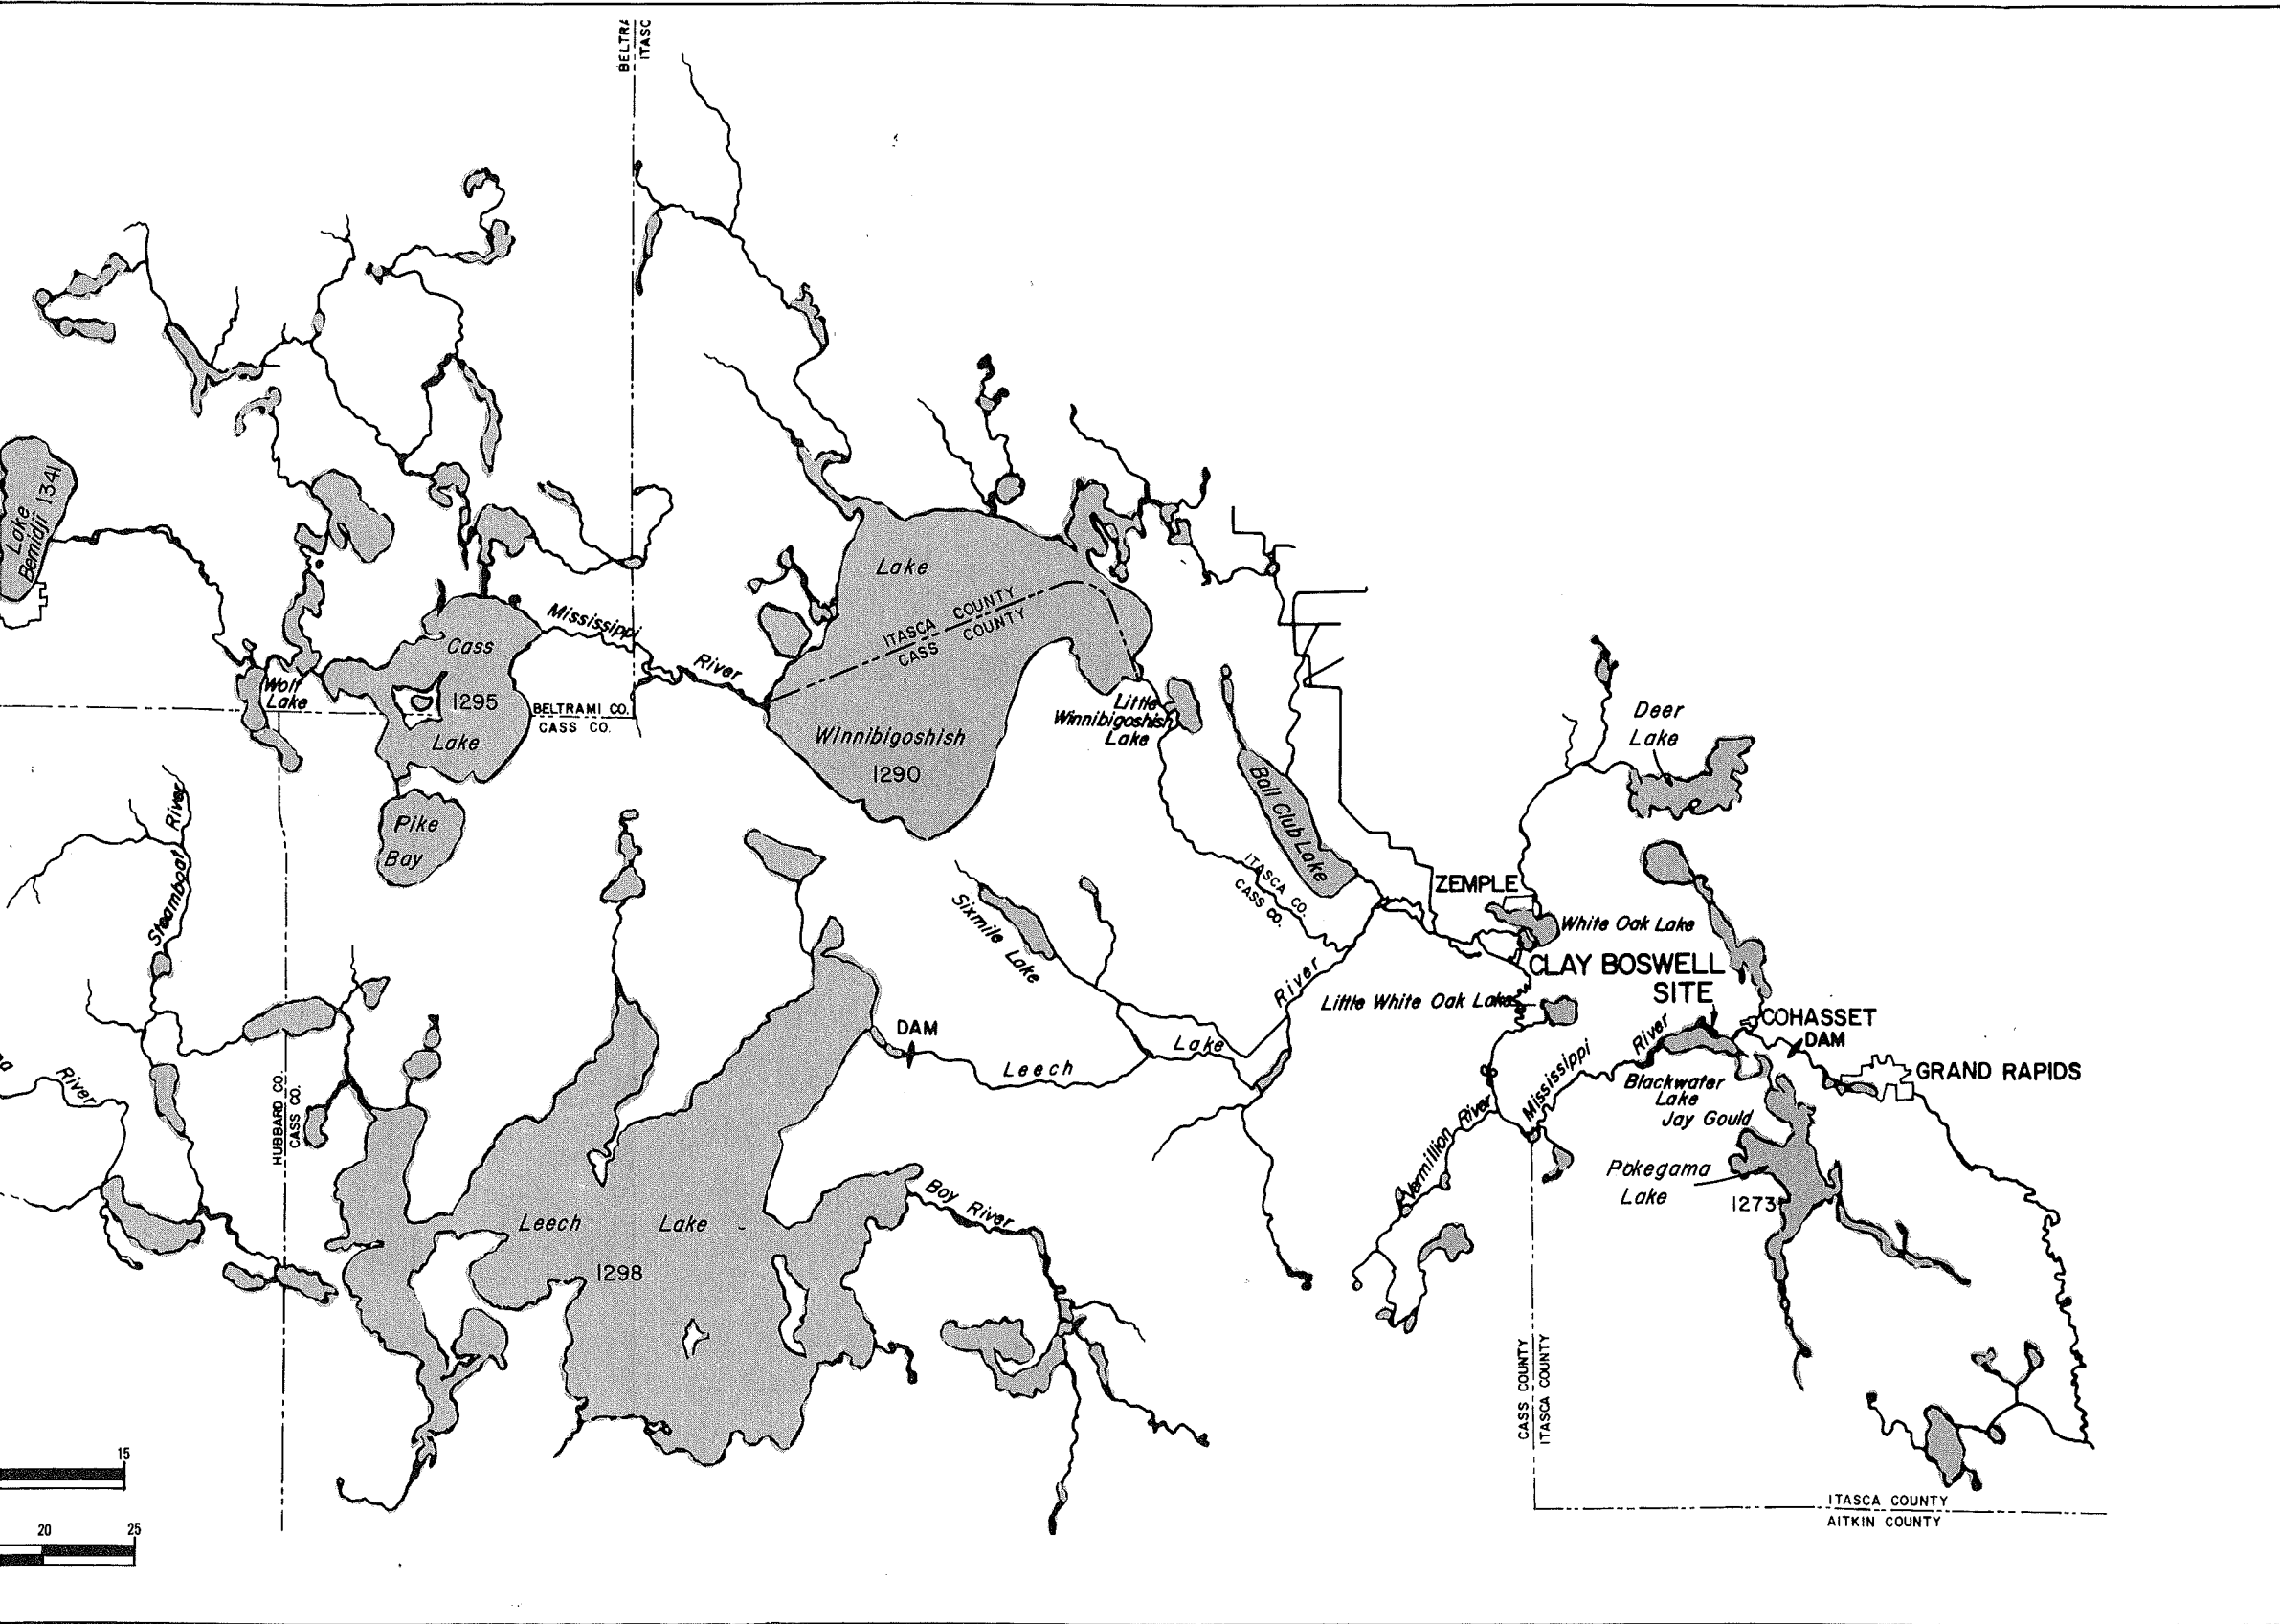 BELTRA
ITASC
Lake
Bemidji 1341
Lake
ITASCA COUNTY
CASS COUNTY
Mississippi
River
Cass
1295
Lake
Wolf
Lake
BELTRAMI CO.
CASS CO.
Winnibigoshish
1290
Little
Winnibigoshish
Lake
Deer
Lake
Ball Club Lake
Pike
Bay
Steamboat River
ITASCA CO.
CASS CO.
ZEMPLE
White Oak Lake
Sixmile Lake
CLAY BOSWELL
SITE
River
Little White Oak Lake
COHASSET
DAM
DAM
Leech
Lake
River
Mississippi
GRAND RAPIDS
Blackwater
Lake
Jay Gould
River
HUBBARD CO.
CASS CO.
Vermillion River
Pokegama
Lake
1273
Boy River
Leech Lake
1298
CASS COUNTY
ITASCA COUNTY
15
ITASCA COUNTY
AITKIN COUNTY
20 25